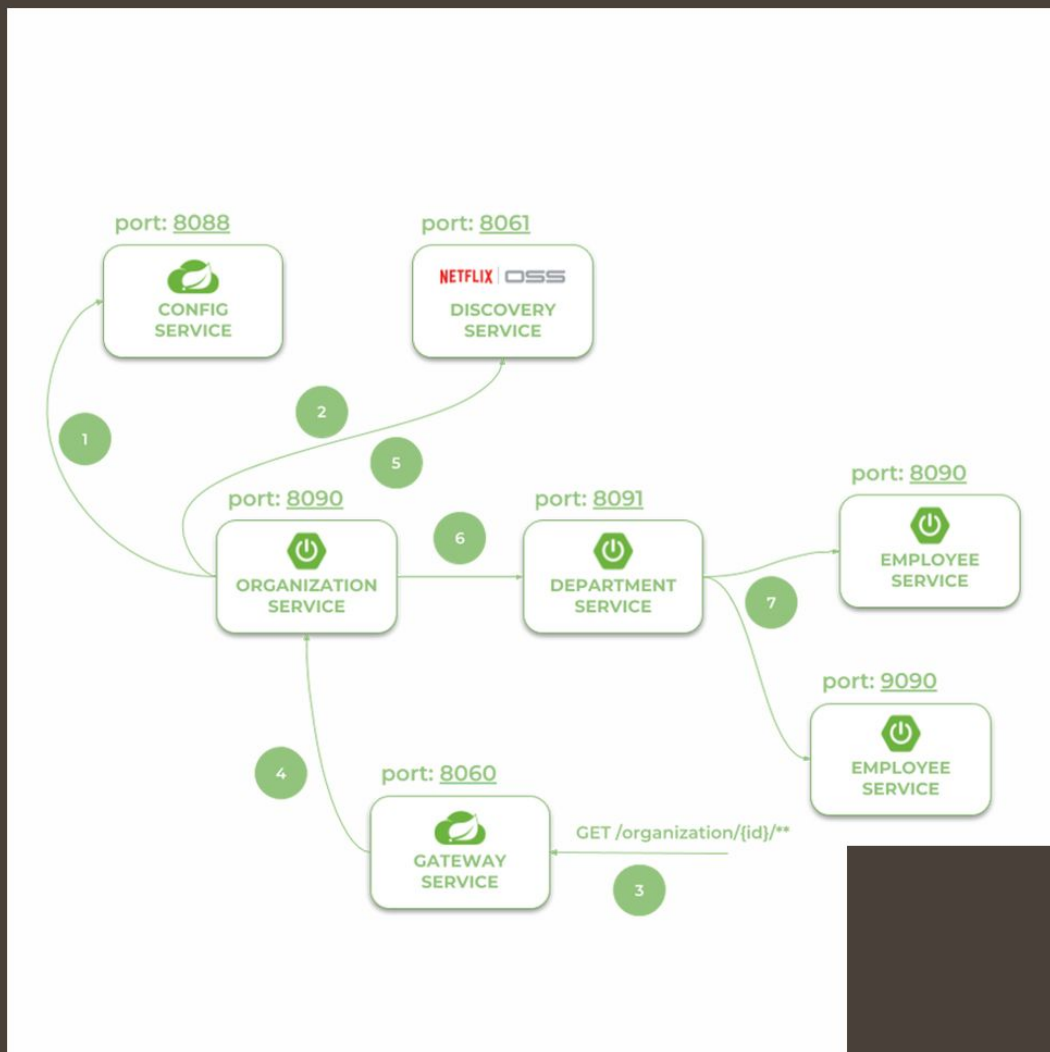 port: 8088
CONFIG
SERVICE
port: 8061
NETFLIX OSS
DISCOVERY
SERVICE
1
2
5
port: 8090
ORGANIZATION
SERVICE
6
port: 8091
DEPARTMENT
SERVICE
7
port: 8090
EMPLOYEE
SERVICE
port: 9090
EMPLOYEE
SERVICE
4
port: 8060
GATEWAY
SERVICE
GET /organization/{id}/**
3